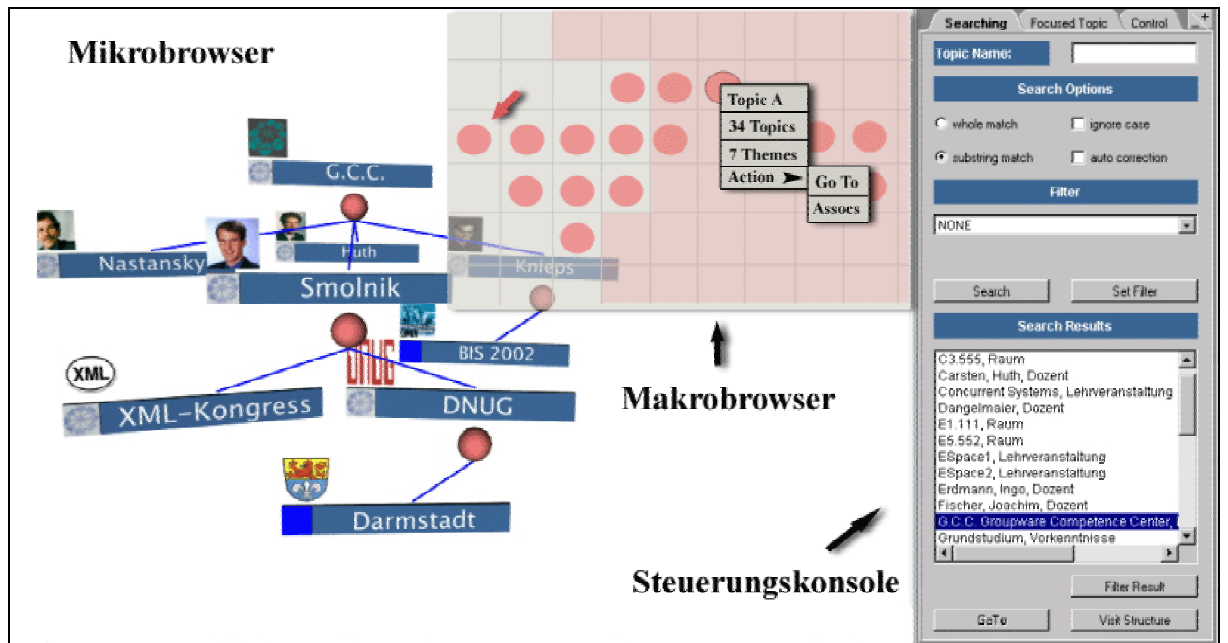 Mikrobrowser
G.C.C.
Nastansky
Huth
Knieps
Smolnik
BIS 2002
XML
DNUG
XML-Kongress
DNUG
Darmstadt
Topic A
34 Topics
7 Themes
Action
Go To
Assocs
Makrobrowser
Steuerungskonsole
Searching
Focused Topic
Control
Topic Name:
Search Options
whole match
ignore case
substring match
auto correction
Filter
NONE
Search
Set Filter
Search Results
C3.555, Raum
Carsten, Huth, Dozent
Concurrent Systems, Lehrveranstaltung
Dangelmaier, Dozent
E1.111, Raum
E5.552, Raum
ESpace1, Lehrveranstaltung
ESpace2, Lehrveranstaltung
Erdmann, Ingo, Dozent
Fischer, Joachim, Dozent
G.C.C. Groupware Competence Center,
Grundstudium, Vorkenntnisse
Filter Result
GoTo
Visit Structure